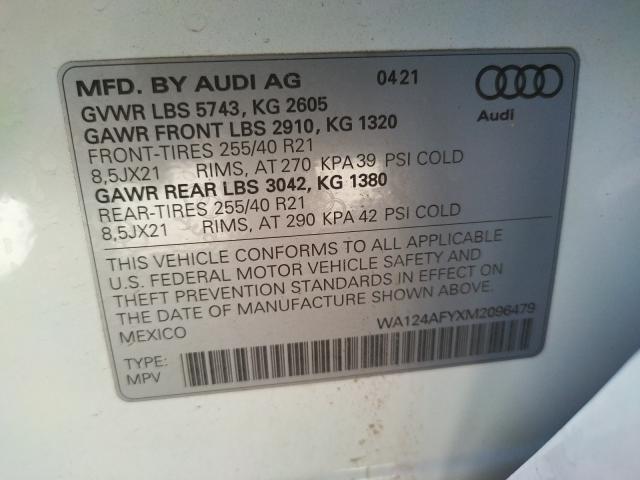 MFD. BY AUDI AG 0421
GVWR LBS 5743, KG 2605
GAWR FRONT LBS 2910, KG 1320
FRONT-TIRES 255/40 R21
8,5JX21 RIMS, AT 270 KPA 39 PSI COLD
GAWR REAR LBS 3042, KG 1380
REAR-TIRES 255/40 R21
8,5JX21 RIMS, AT 290 KPA 42 PSI COLD
Audi
THIS VEHICLE CONFORMS TO ALL APPLICABLE
U.S. FEDERAL MOTOR VEHICLE SAFETY AND
THEFT PREVENTION STANDARDS IN EFFECT ON
THE DATE OF MANUFACTURE SHOWN ABOVE.
MEXICO WA124AFYXM2096479
TYPE:
MPV